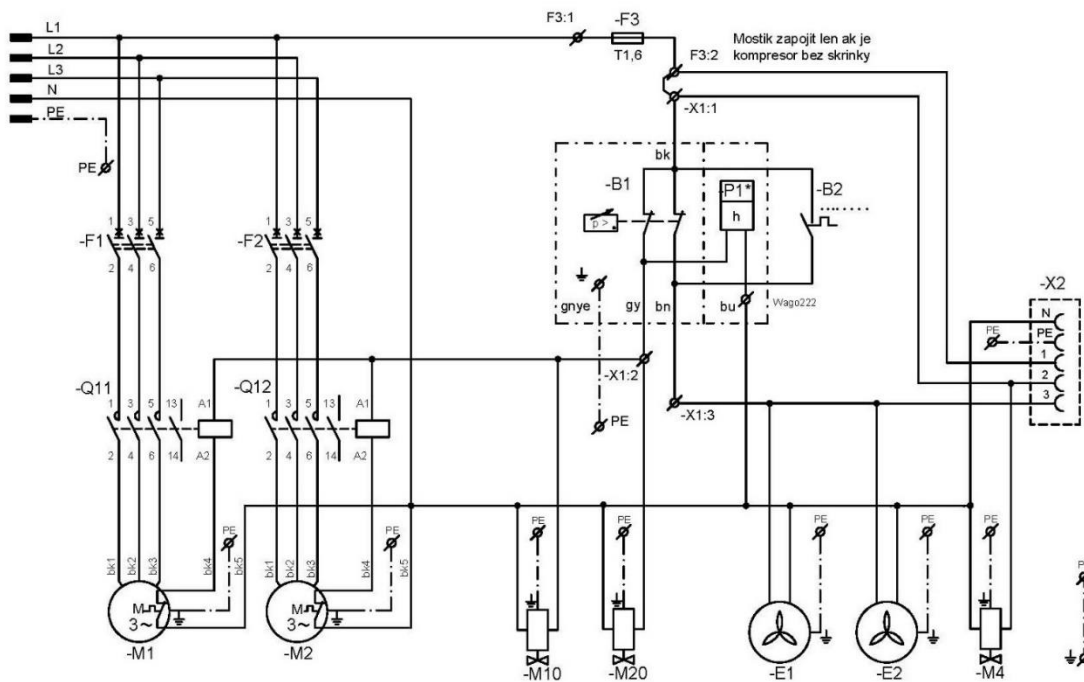 L1
L2
L3
N
PE
PE
F3:1
-F3
T1,6
F3:2
Mostik zapojit len ak je
kompresor bez skrinky
-X1:1
bk
-B1
p >
-P1*
h
-B2
gnye
gy
bn
bu
Wago222
-X2
N
PE
PE
1
2
3
-F1
1 3 5
2 4 6
-F2
1 3 5
2 4 6
-X1:2
-X1:3
PE
-Q11
1 3 5 13 A1
2 4 6 14 A2
-Q12
1 3 5 13 A1
2 4 6 14 A2
bk1 bk2 bk3 bk4 bk5
PE
bk1 bk2 bk3 bk4 bk5
PE
M
3~
-M1
M
3~
-M2
PE
-M10
PE
-M20
PE
-E1
PE
-E2
PE
-M4